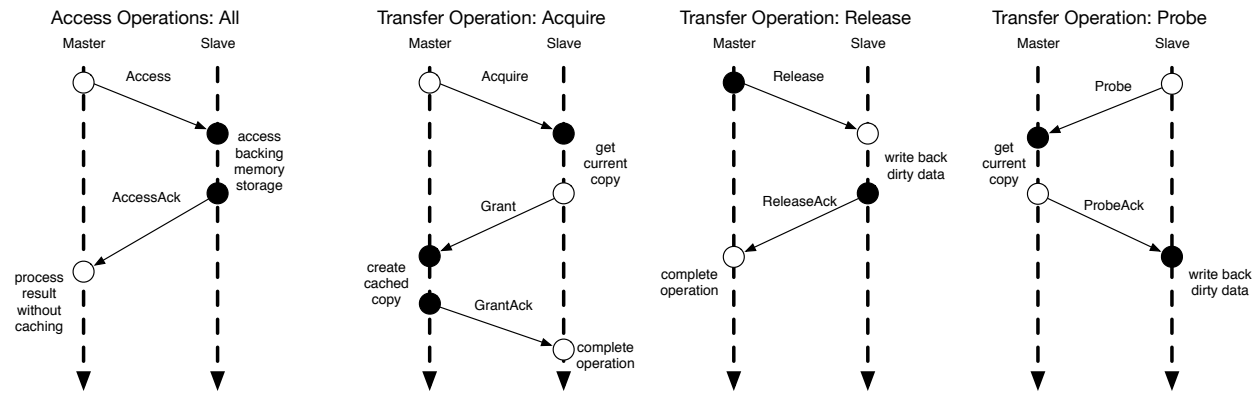 Access Operations: All
Master
Slave
Access
access
backing
memory
storage
AccessAck
process
result
without
caching
Transfer Operation: Acquire
Master
Slave
Acquire
get
current
copy
Grant
create
cached
copy
GrantAck
complete
operation
Transfer Operation: Release
Master
Slave
Release
write back
dirty data
ReleaseAck
complete
operation
Transfer Operation: Probe
Master
Slave
Probe
get
current
copy
ProbeAck
write back
dirty data